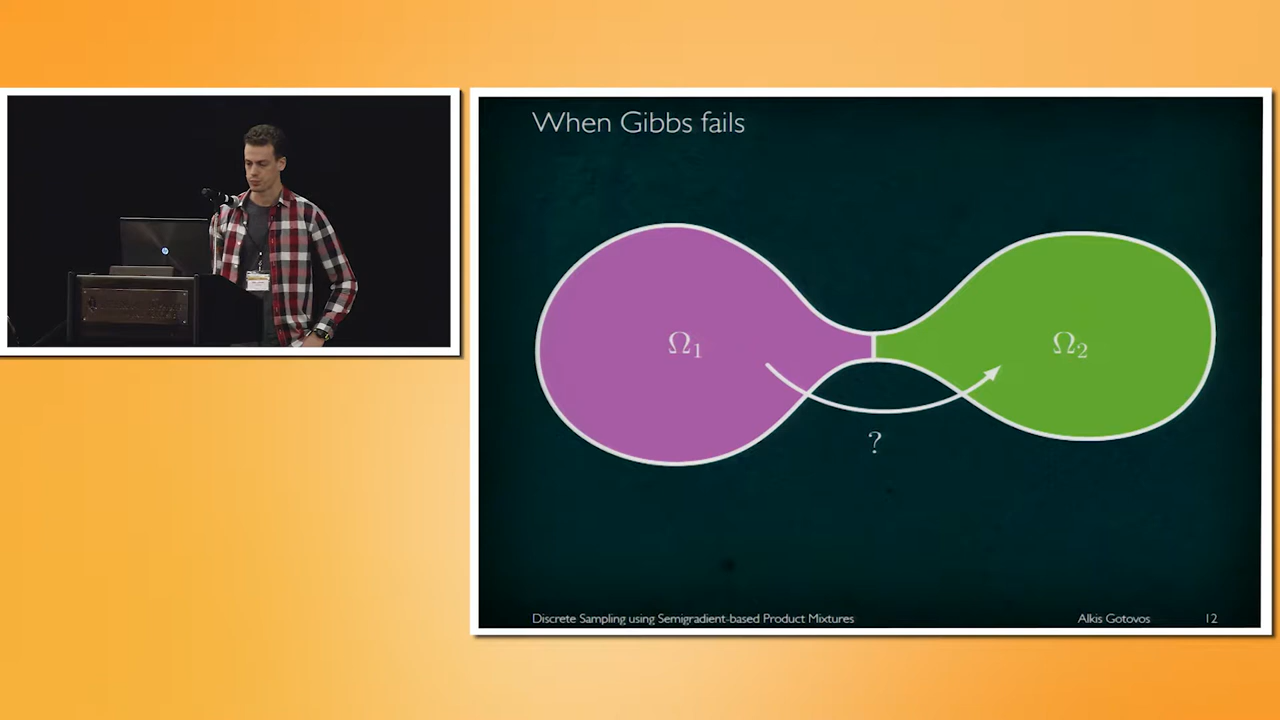 When Gibbs fails
Ω1
Ω2
?
Discrete Sampling using Semigradient-based Product Mixtures
Alkis Gotovos
12